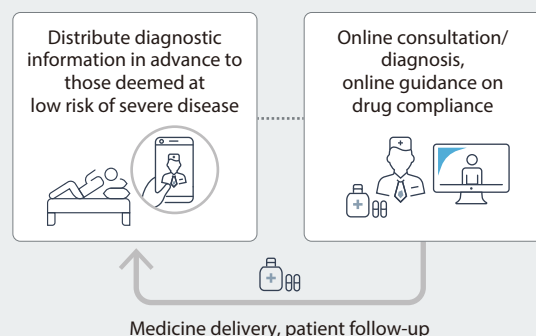 Distribute diagnostic
information in advance to
those deemed at
low risk of severe disease
Online consultation/
diagnosis,
online guidance on
drug compliance
Medicine delivery, patient follow-up